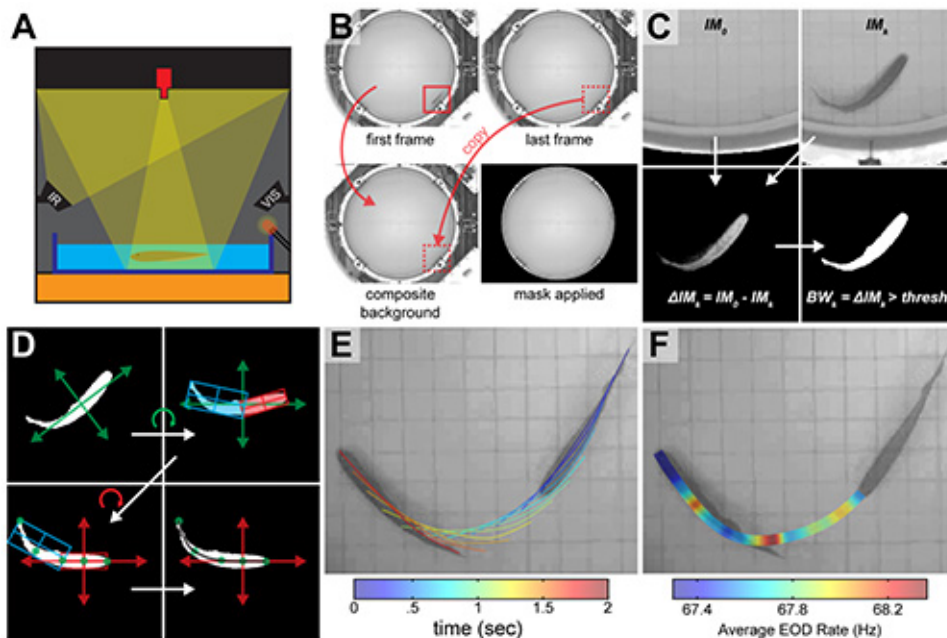 A
IR
VIS
B
first frame
last frame
copy
composite
background
mask applied
C
IM₀
IMₖ
ΔIMₖ = IM₀ - IMₖ
BWₖ = ΔIMₖ > thresh
D
E
0 .5 1 1.5 2
time (sec)
F
67.4 67.8 68.2
Average EOD Rate (Hz)